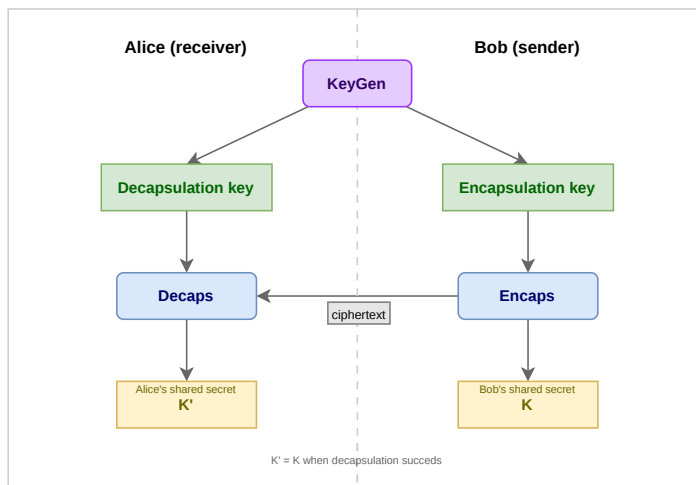 Alice (receiver)
Bob (sender)
KeyGen
Decapsulation key
Encapsulation key
Decaps
Encaps
ciphertext
Alice's shared secret
K'
Bob's shared secret
K
K' = K when decapsulation succeds